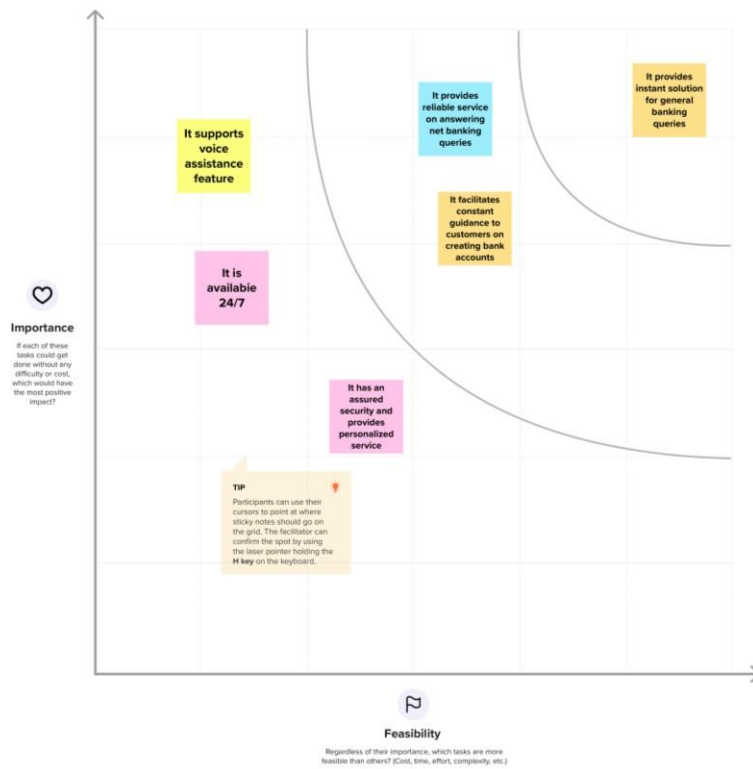 It provides
instant solution
for general
banking
queries
It provides
reliable service
on answering
net banking
queries
It supports
voice
assistance
feature
It facilitates
constant
guidance to
customers on
creating bank
accounts
It is
available
24/7
Importance
If each of these
tasks could get
done without any
difficulty or cost,
which would have
the most positive
impact?
It has an
assured
security and
provides
personalized
service
TIP
Participants can use their
cursors to point at where
sticky notes should go on
the grid. The facilitator can
confirm the spot by using
the laser pointer holding the
H key on the keyboard.
Feasibility
Regardless of their importance, which tasks are more
feasible than others? (Cost, time, effort, complexity, etc.)